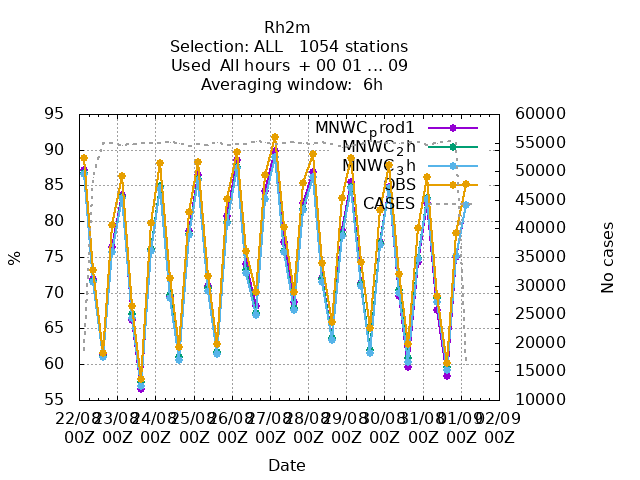 Rh2m
Selection: ALL 1054 stations
Used All hours + 00 01 ... 09
Averaging window: 6h
95 60000
90 55000
85 50000
80 45000
75 40000
70 35000
65 30000
60 25000
55 20000
15000
10000
MNWC_prod1
MNWC_2h
MNWC_3h
OBS
CASES
%
No cases
22/08 23/08 24/08 25/08 26/08 27/08 28/08 29/08 30/08 31/08 01/09 02/09
00Z 00Z 00Z 00Z 00Z 00Z 00Z 00Z 00Z 00Z 00Z 00Z
Date